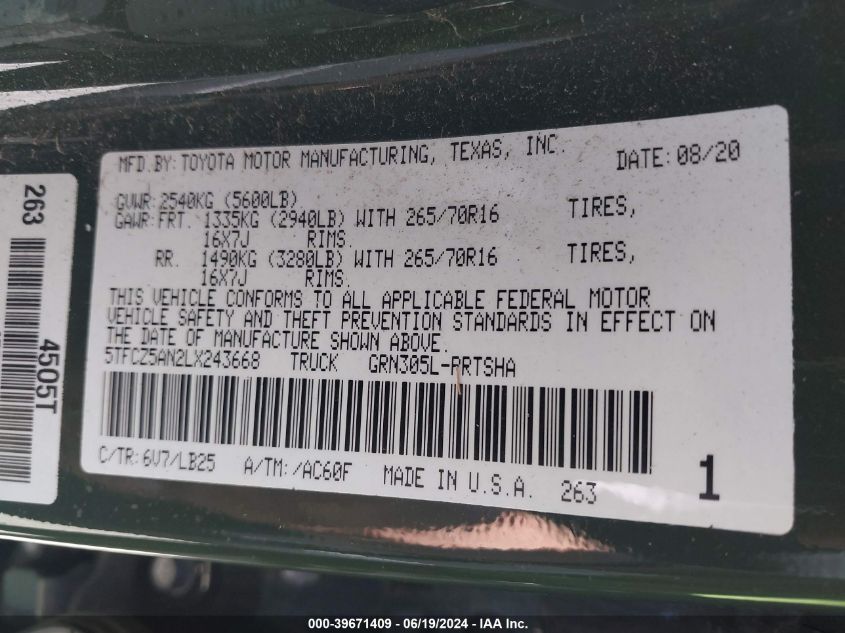 MFD.BY:TOYOTA MOTOR MANUFACTURING, TEXAS, INC. DATE:08/20
GVWR:2540KG (5600LB)
GAWR:FRT. 1335KG (2940LB) WITH 265/70R16 TIRES,
16X7J RIMS.
RR. 1490KG (3280LB) WITH 265/70R16 TIRES,
16X7J RIMS.
THIS VEHICLE CONFORMS TO ALL APPLICABLE FEDERAL MOTOR
VEHICLE SAFETY AND THEFT PREVENTION STANDARDS IN EFFECT ON
THE DATE OF MANUFACTURE SHOWN ABOVE.
5TFCZ5AN2LX243668 TRUCK GRN305L-PRTSHA
C/TR:6V7/LB25 A/TM:/AC60F MADE IN U.S.A. 263 1
263
4505T
000-39671409 - 06/19/2024 - IAAI.com